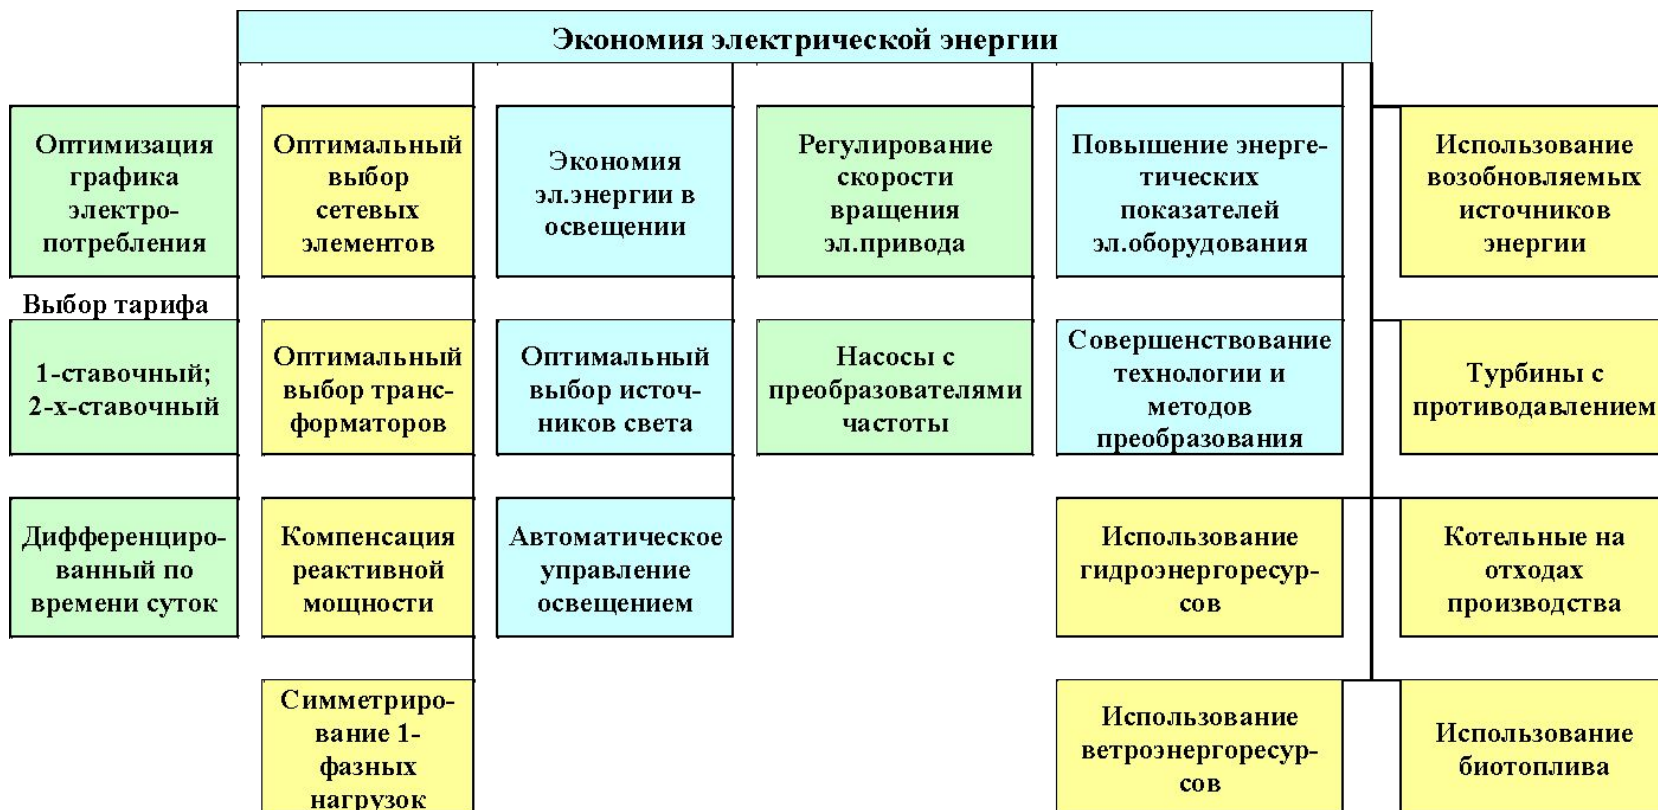 Экономия электрической энергии
Оптимизация
графика
электро-
потребления
Оптимальный
выбор
сетевых
элементов
Экономия
эл.энергии в
освещении
Регулирование
скорости
вращения
эл.привода
Повышение энерге-
тических
показателей
эл.оборудования
Использование
возобновляемых
источников
энергии
Выбор тарифа
1-ставочный;
2-х-ставочный
Оптимальный
выбор транс-
форматоров
Оптимальный
выбор источ-
ников света
Насосы с
преобразователями
частоты
Совершенствование
технологии и
методов
преобразования
Турбины с
противодавлением
Дифференциро-
ванный по
времени суток
Компенсация
реактивной
мощности
Автоматическое
управление
освещением
Использование
гидроэнергоресур-
сов
Котельные на
отходах
производства
Симметриро-
вание 1-
фазных
нагрузок
Использование
ветроэнергоресур-
сов
Использование
биотоплива